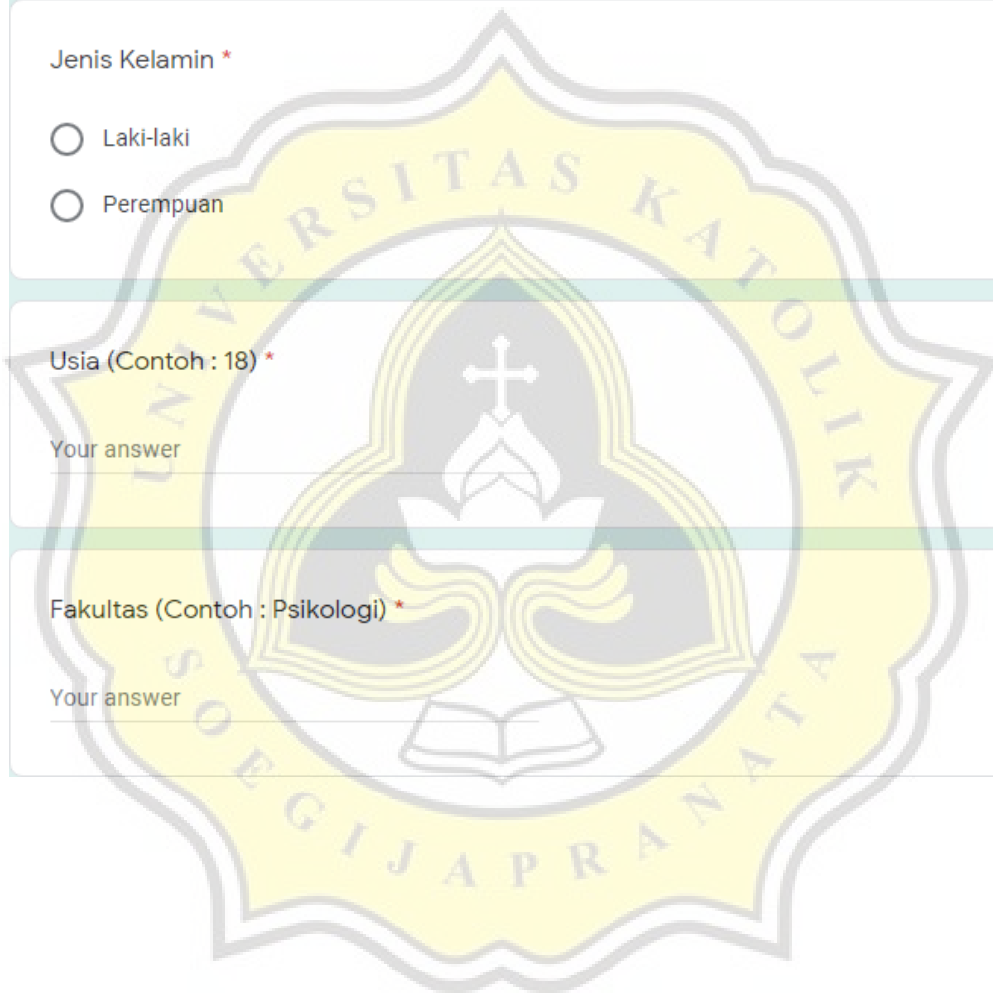 Jenis Kelamin *
Laki-laki
Perempuan
Usia (Contoh : 18) *
Your answer
Fakultas (Contoh : Psikologi) *
Your answer
UNIVERSITAS KATOLIK
SOEGIJAPRANATA